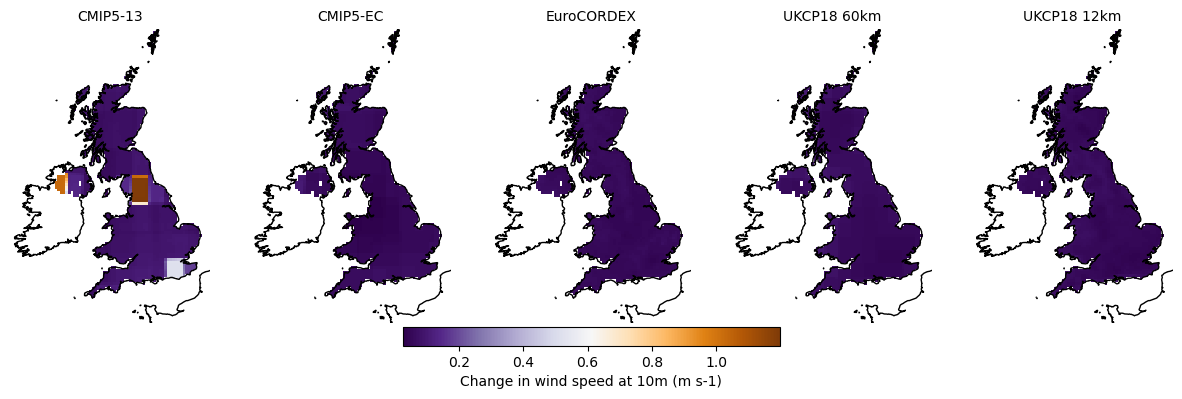 CMIP5-13 CMIP5-EC EuroCORDEX UKCP18 60km UKCP18 12km
0.2 0.4 0.6 0.8 1.0
Change in wind speed at 10m (m s-1)